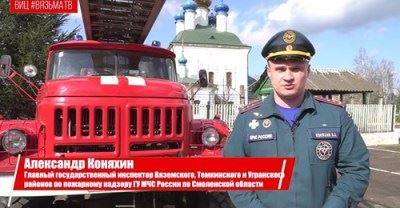 ВИЦ #ВЯЗЬМАТВ
МЧС РОССИИ
КОНЯХИН А.С.
Александр Коняхин
Главный государственный инспектор Вяземского, Темкинского и Угранского
районов по пожарному надзору ГУ МЧС России по Смоленской области